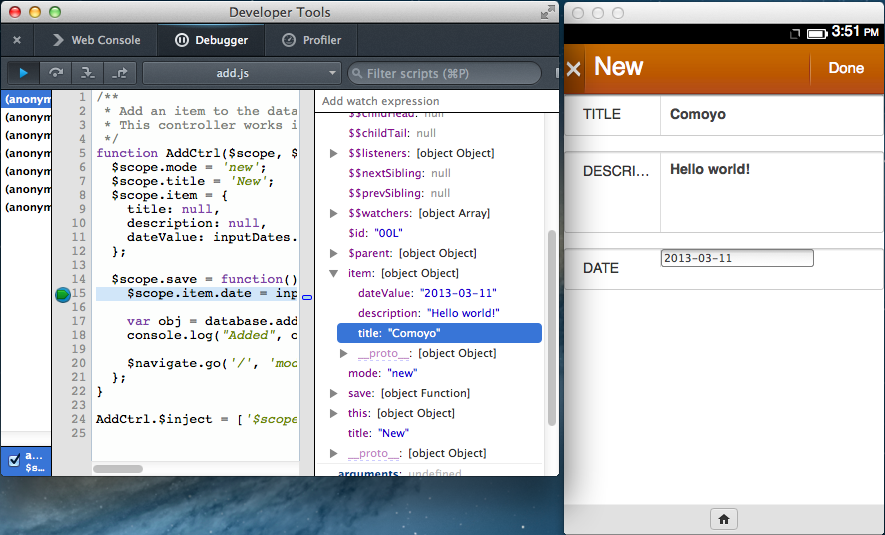 Developer Tools
Web Console
Debugger
Profiler
add.js
Filter scripts (⌘P)
(anonym
(anonym
(anonym
(anonym
(anonym
(anonym
(anonym
a...
$s...
1 /**
2 * Add an item to the data
3 * This controller works i
4 */
5 function AddCtrl($scope, $
6 $scope.mode = 'new';
7 $scope.title = 'New';
8 $scope.item = {
9 title: null,
10 description: null,
11 dateValue: inputDates.
12 };
13
14 $scope.save = function()
15 $scope.item.date = inp
16
17 var obj = database.add
18 console.log("Added", o
19
20 $navigate.go('/', 'mod
21 };
22 }
23
24 AddCtrl.$inject = ['$scope
25
Add watch expression
$$childHead: null
$$childTail: null
$$listeners: [object Object]
$$nextSibling: null
$$prevSibling: null
$$watchers: [object Array]
$id: "00L"
$parent: [object Object]
item: [object Object]
dateValue: "2013-03-11"
description: "Hello world!"
title: "Comoyo"
__proto__: [object Object]
mode: "new"
save: [object Function]
this: [object Object]
title: "New"
__proto__: [object Object]
arguments: undefined
3:51 PM
New
Done
TITLE
Comoyo
DESCRI...
Hello world!
DATE
2013-03-11